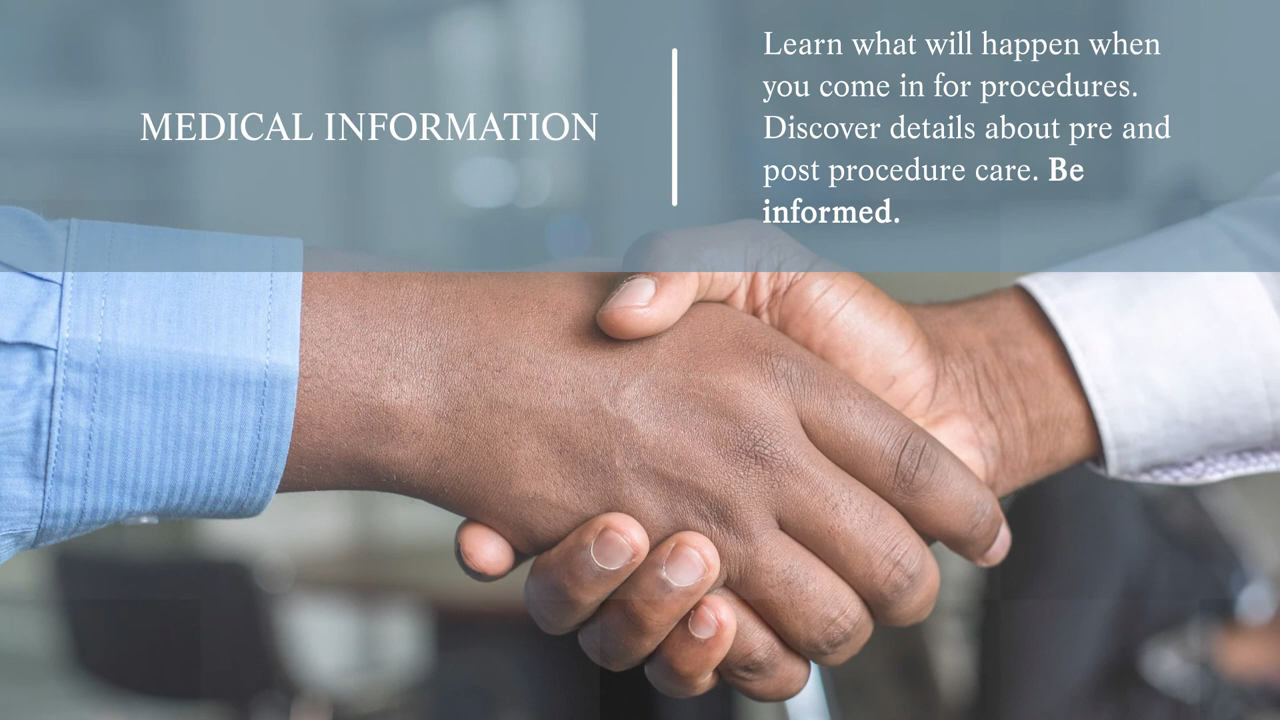 MEDICAL INFORMATION
Learn what will happen when
you come in for procedures.
Discover details about pre and
post procedure care. Be
informed.